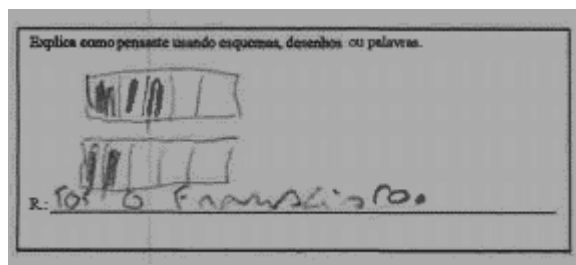 Explica como pensaste usando esquemas, desenhos ou palavras.
R.: Foi o Francisco.